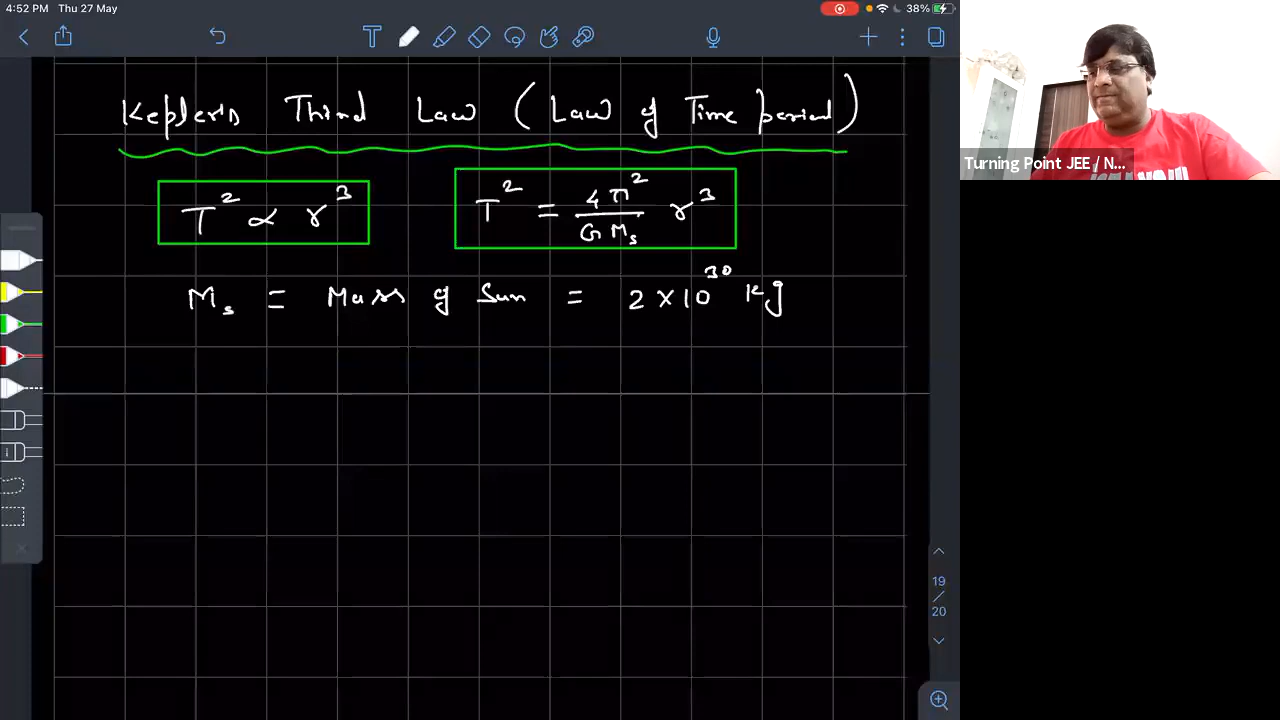 4:52 PM Thu 27 May 38%
Kepler's Third Law (Law of Time period)
T² ∝ r³
T² = 4π²/GMₛ r³
Mₛ = Mass of Sun = 2 × 10³⁰ kg
Turning Point JEE / N...
19
/
20